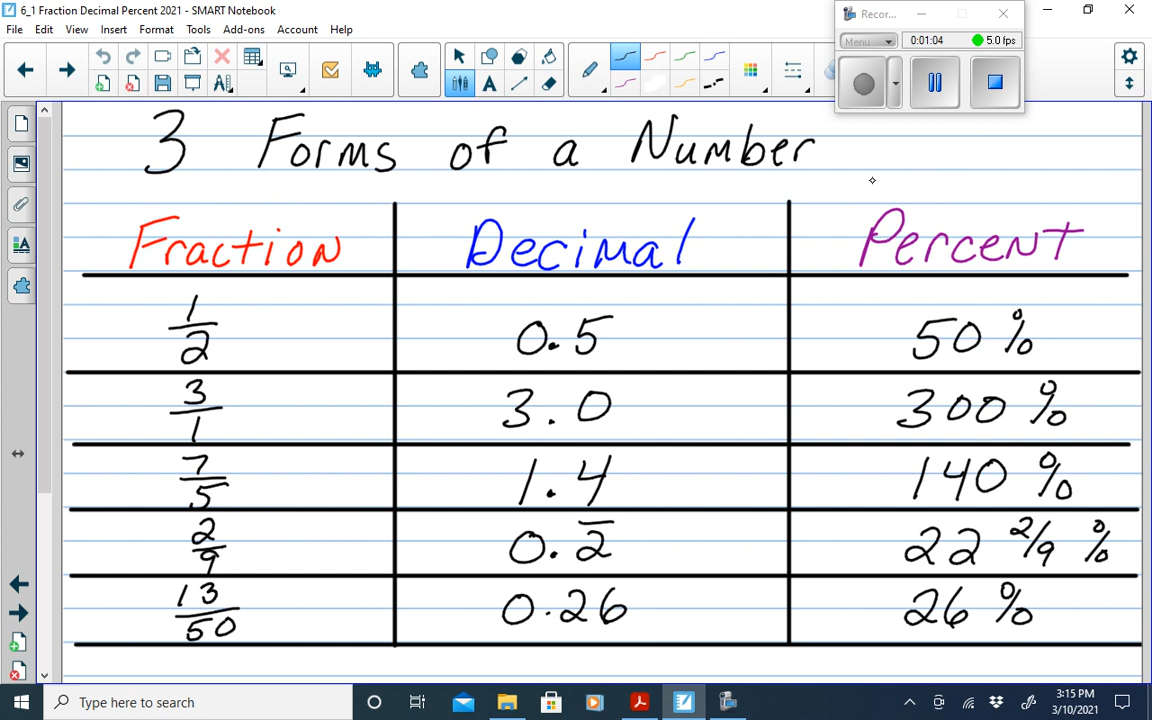 6_1 Fraction Decimal Percent 2021 - SMART Notebook
Recor...
File Edit View Insert Format Tools Add-ons Account Help
Menu 0:01:04 5.0 fps
3 Forms of a Number
Fraction Decimal Percent
1/2 0.5 50 %
3/1 3.0 300 %
7/5 1.4 140 %
2/9 0.2̅ 22 2/9 %
13/50 0.26 26 %
Type here to search
3:15 PM
3/10/2021